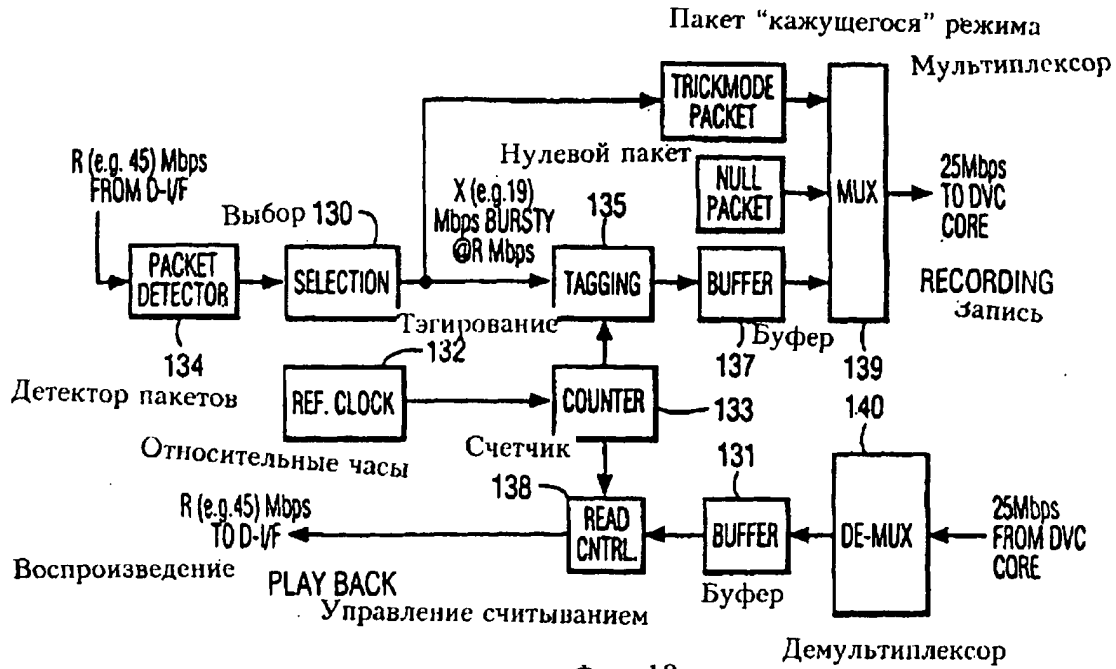 Пакет “кажущегося” режима
Мультиплексор
TRICKMODE
PACKET
Нулевой пакет
NULL
PACKET
MUX
25Mbps
TO DVC
CORE
R (e.g. 45) Mbps
FROM D-I/F
Выбор 130
X (e.g.19)
Mbps BURSTY
@R Mbps
135
PACKET
DETECTOR
SELECTION
TAGGING
BUFFER
RECORDING
Запись
Тэгирование
Буфер
134
132
137
139
Детектор пакетов
REF. CLOCK
COUNTER
133
140
Относительные часы
Счетчик
131
R (e.g.45) Mbps
TO D-I/F
138
READ
CNTRL.
BUFFER
DE-MUX
25Mbps
FROM DVC
CORE
Воспроизведение
PLAY BACK
Буфер
Управление считыванием
Демультиплексор